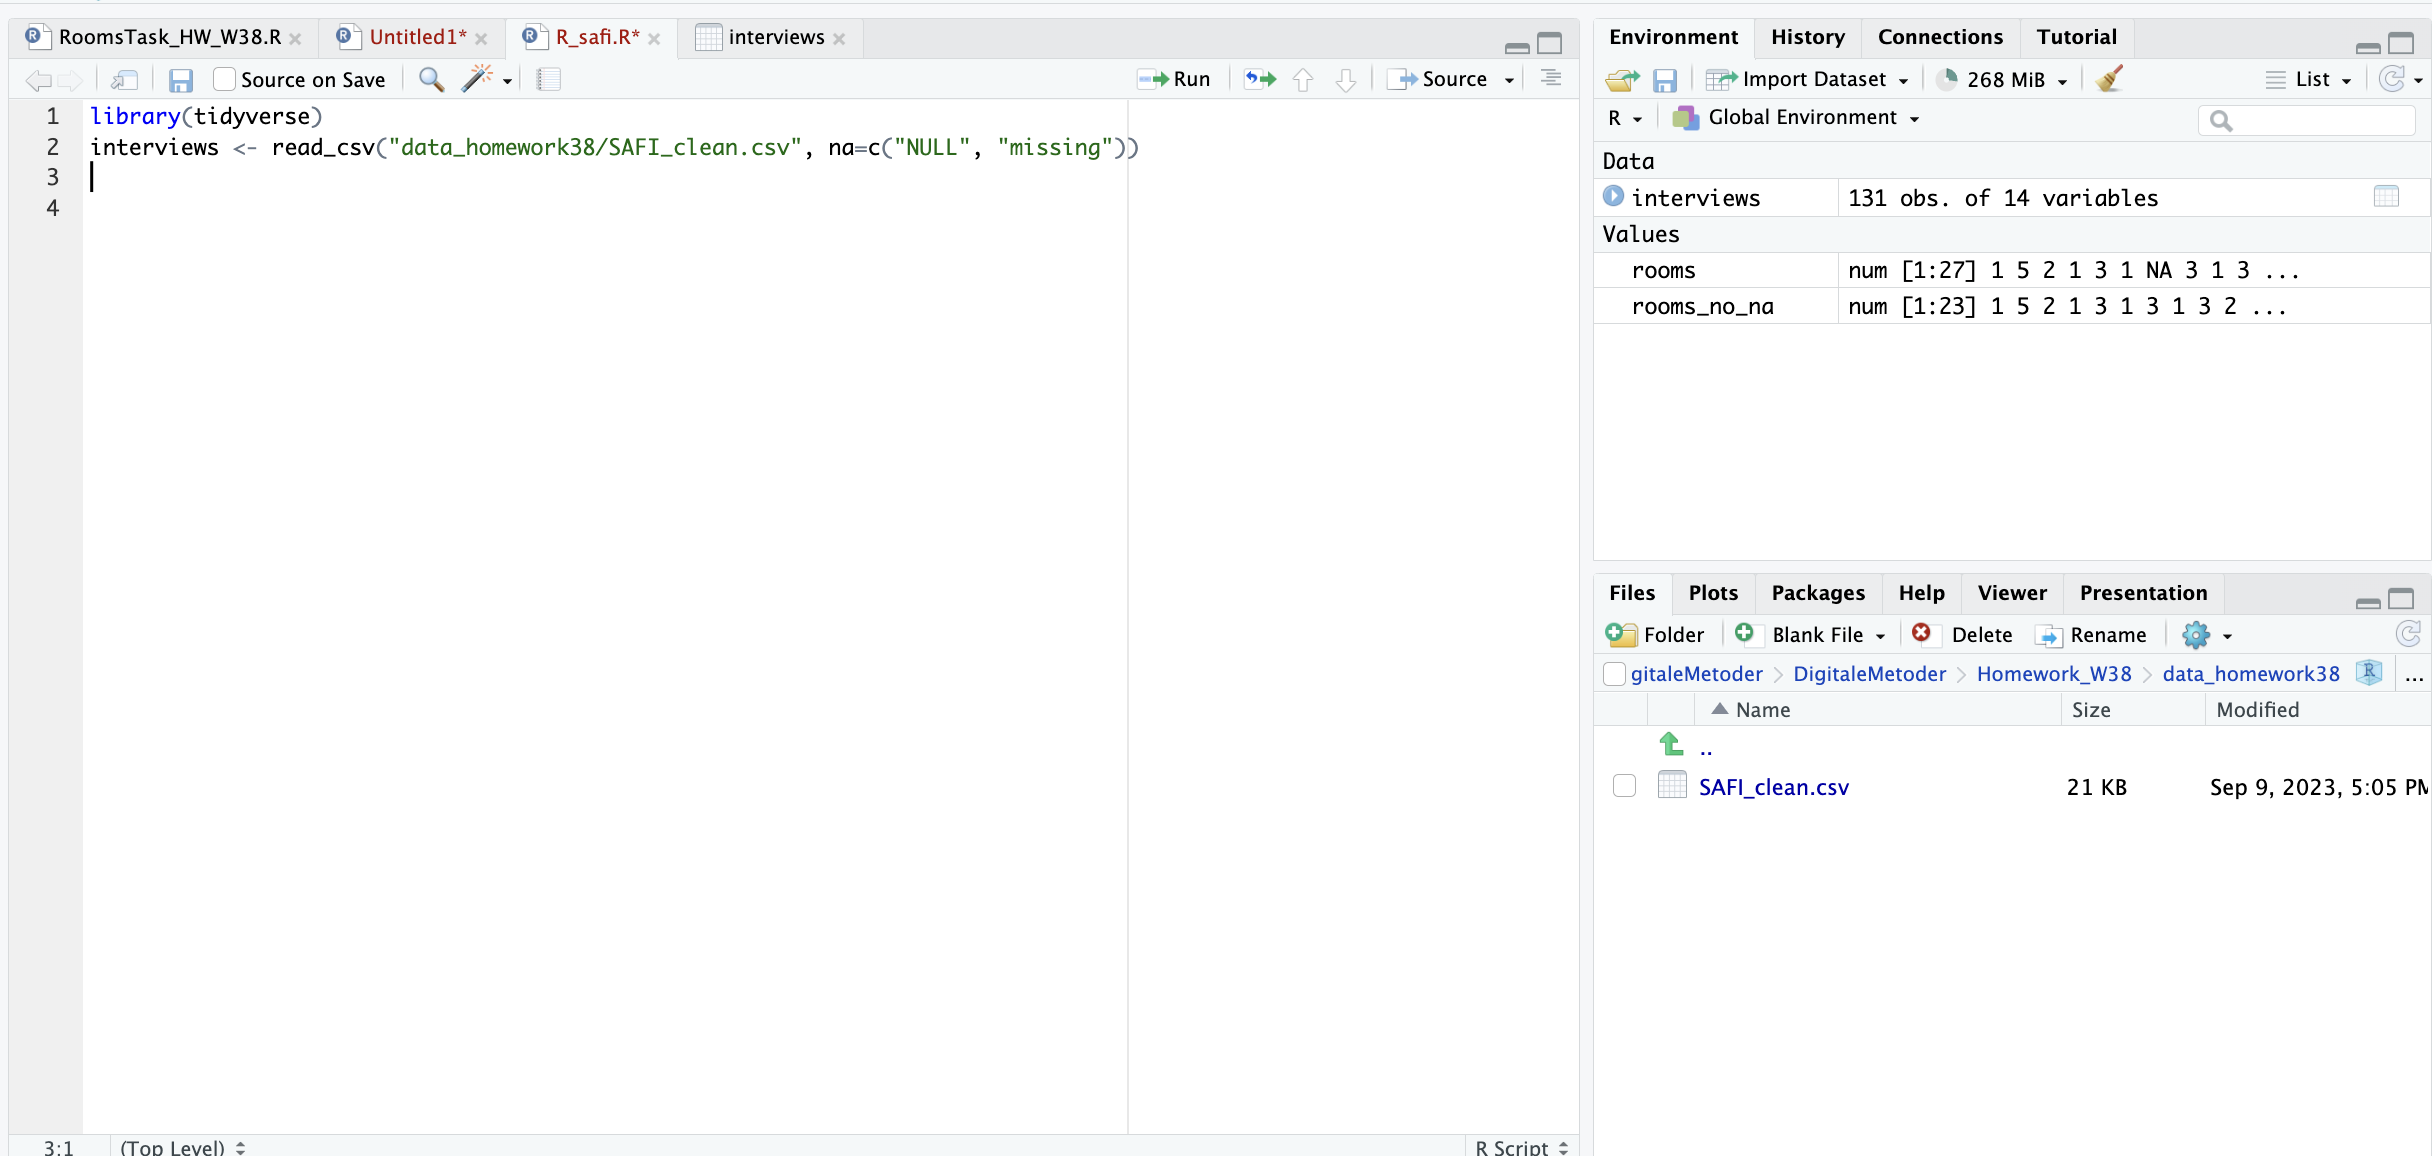 RoomsTask_HW_W38.R
Untitled1*
R_safi.R*
interviews
Source on Save
Run
Source
1 library(tidyverse)
2 interviews <- read_csv("data_homework38/SAFI_clean.csv", na=c("NULL", "missing"))
3
4
3:1 (Top Level) R Script
Environment History Connections Tutorial
Import Dataset 268 MiB List
R Global Environment
Data
interviews 131 obs. of 14 variables
Values
rooms num [1:27] 1 5 2 1 3 1 NA 3 1 3 ...
rooms_no_na num [1:23] 1 5 2 1 3 1 3 1 3 2 ...
Files Plots Packages Help Viewer Presentation
Folder Blank File Delete Rename
gitaleMetoder DigitaleMetoder Homework_W38 data_homework38 R ...
Name Size Modified
..
SAFI_clean.csv 21 KB Sep 9, 2023, 5:05 PM